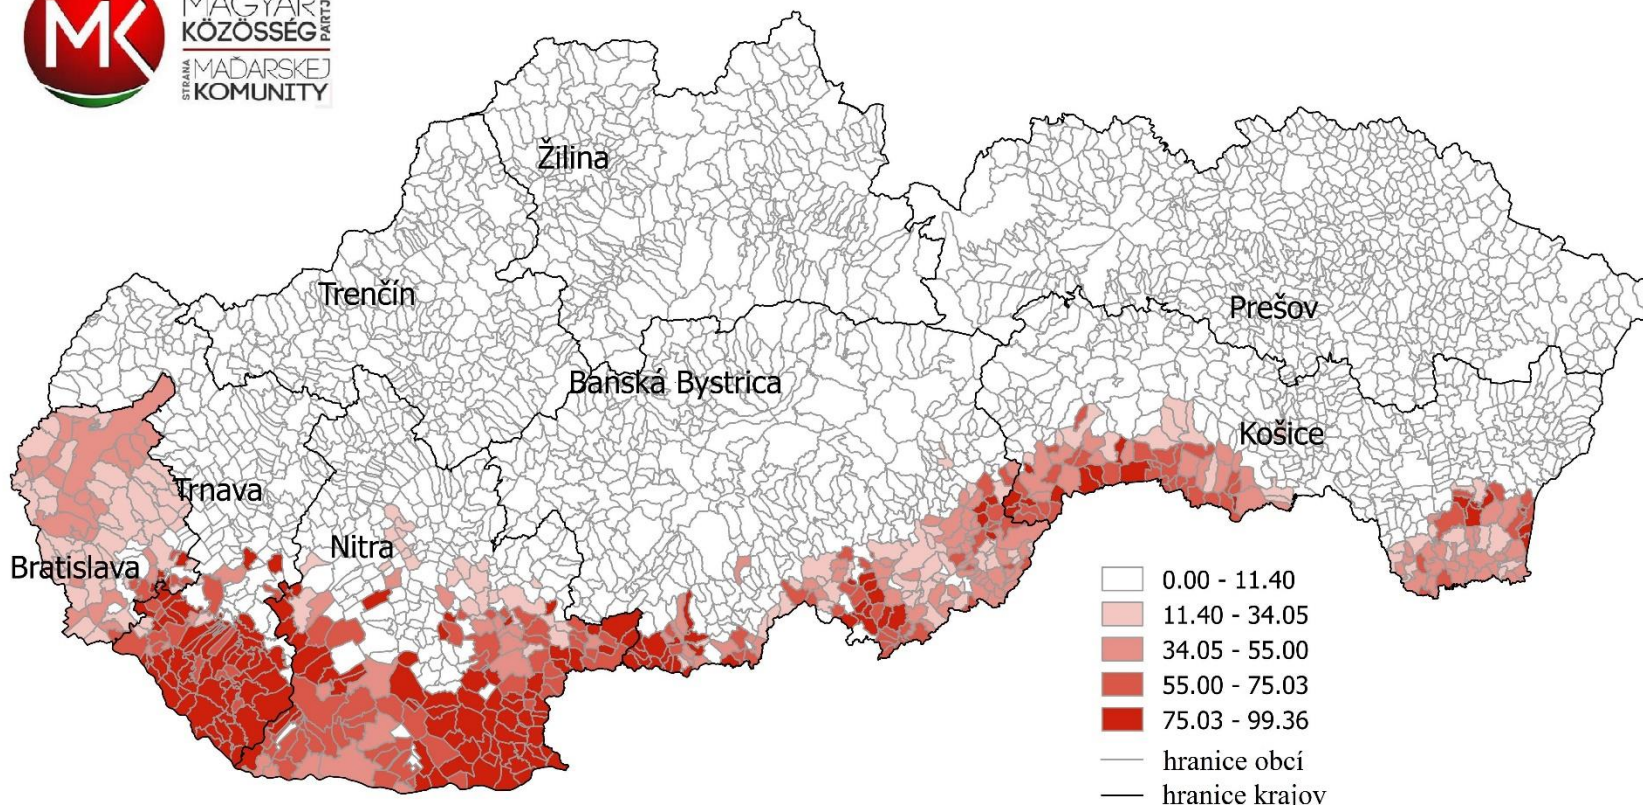 MAGYAR
KÖZÖSSÉG PÁRTJA
STRANA MAĎARSKEJ
KOMUNITY
MK
Žilina
Trenčín
Prešov
Banská Bystrica
Košice
Trnava
Nitra
Bratislava
0.00 - 11.40
11.40 - 34.05
34.05 - 55.00
55.00 - 75.03
75.03 - 99.36
hranice obcí
hranice krajov